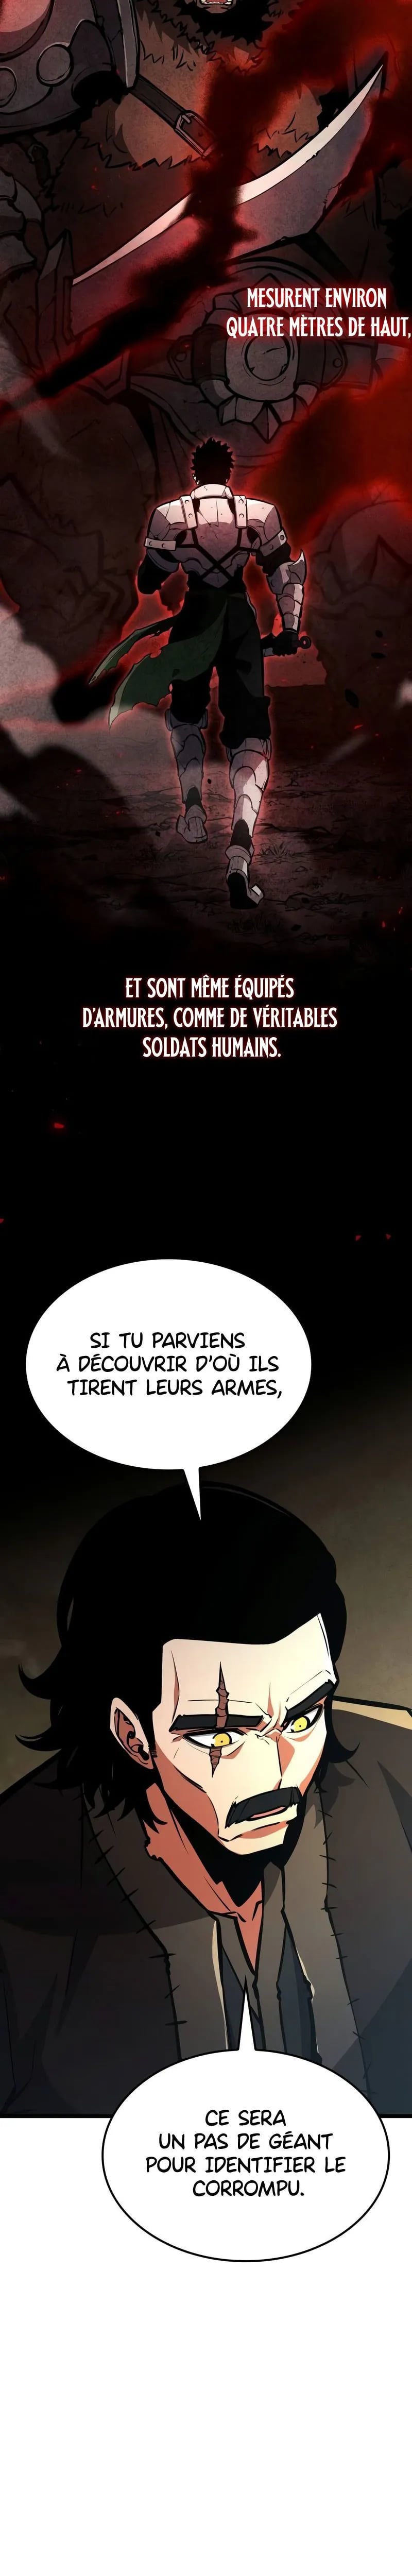 MESURENT ENVIRON
QUATRE MÈTRES DE HAUT,
ET SONT MÊME ÉQUIPÉS
D'ARMURES, COMME DE VÉRITABLES
SOLDATS HUMAINS.
SI TU PARVIENS
À DÉCOUVRIR D'OÙ ILS
TIRENT LEURS ARMES,
CE SERA
UN PAS DE GÉANT
POUR IDENTIFIER LE
CORROMPU.